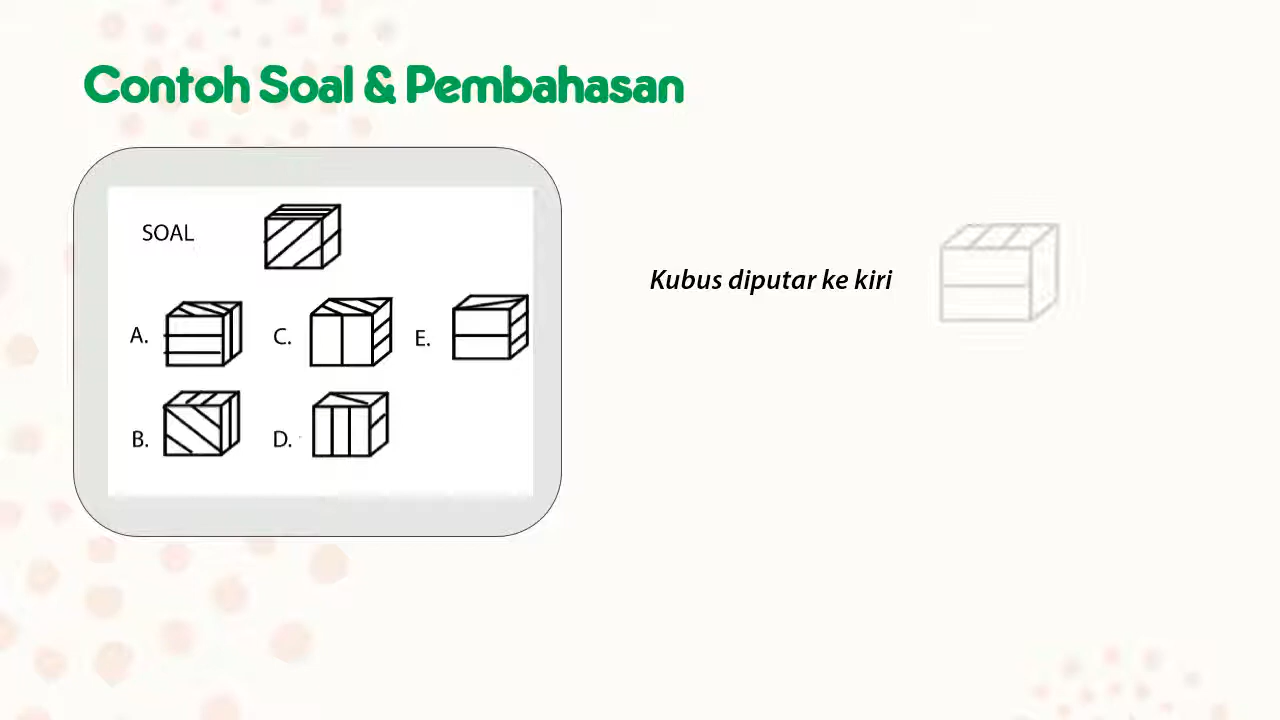 Contoh Soal & Pembahasan
SOAL
Kubus diputar ke kiri
A. C. E.
B. D.